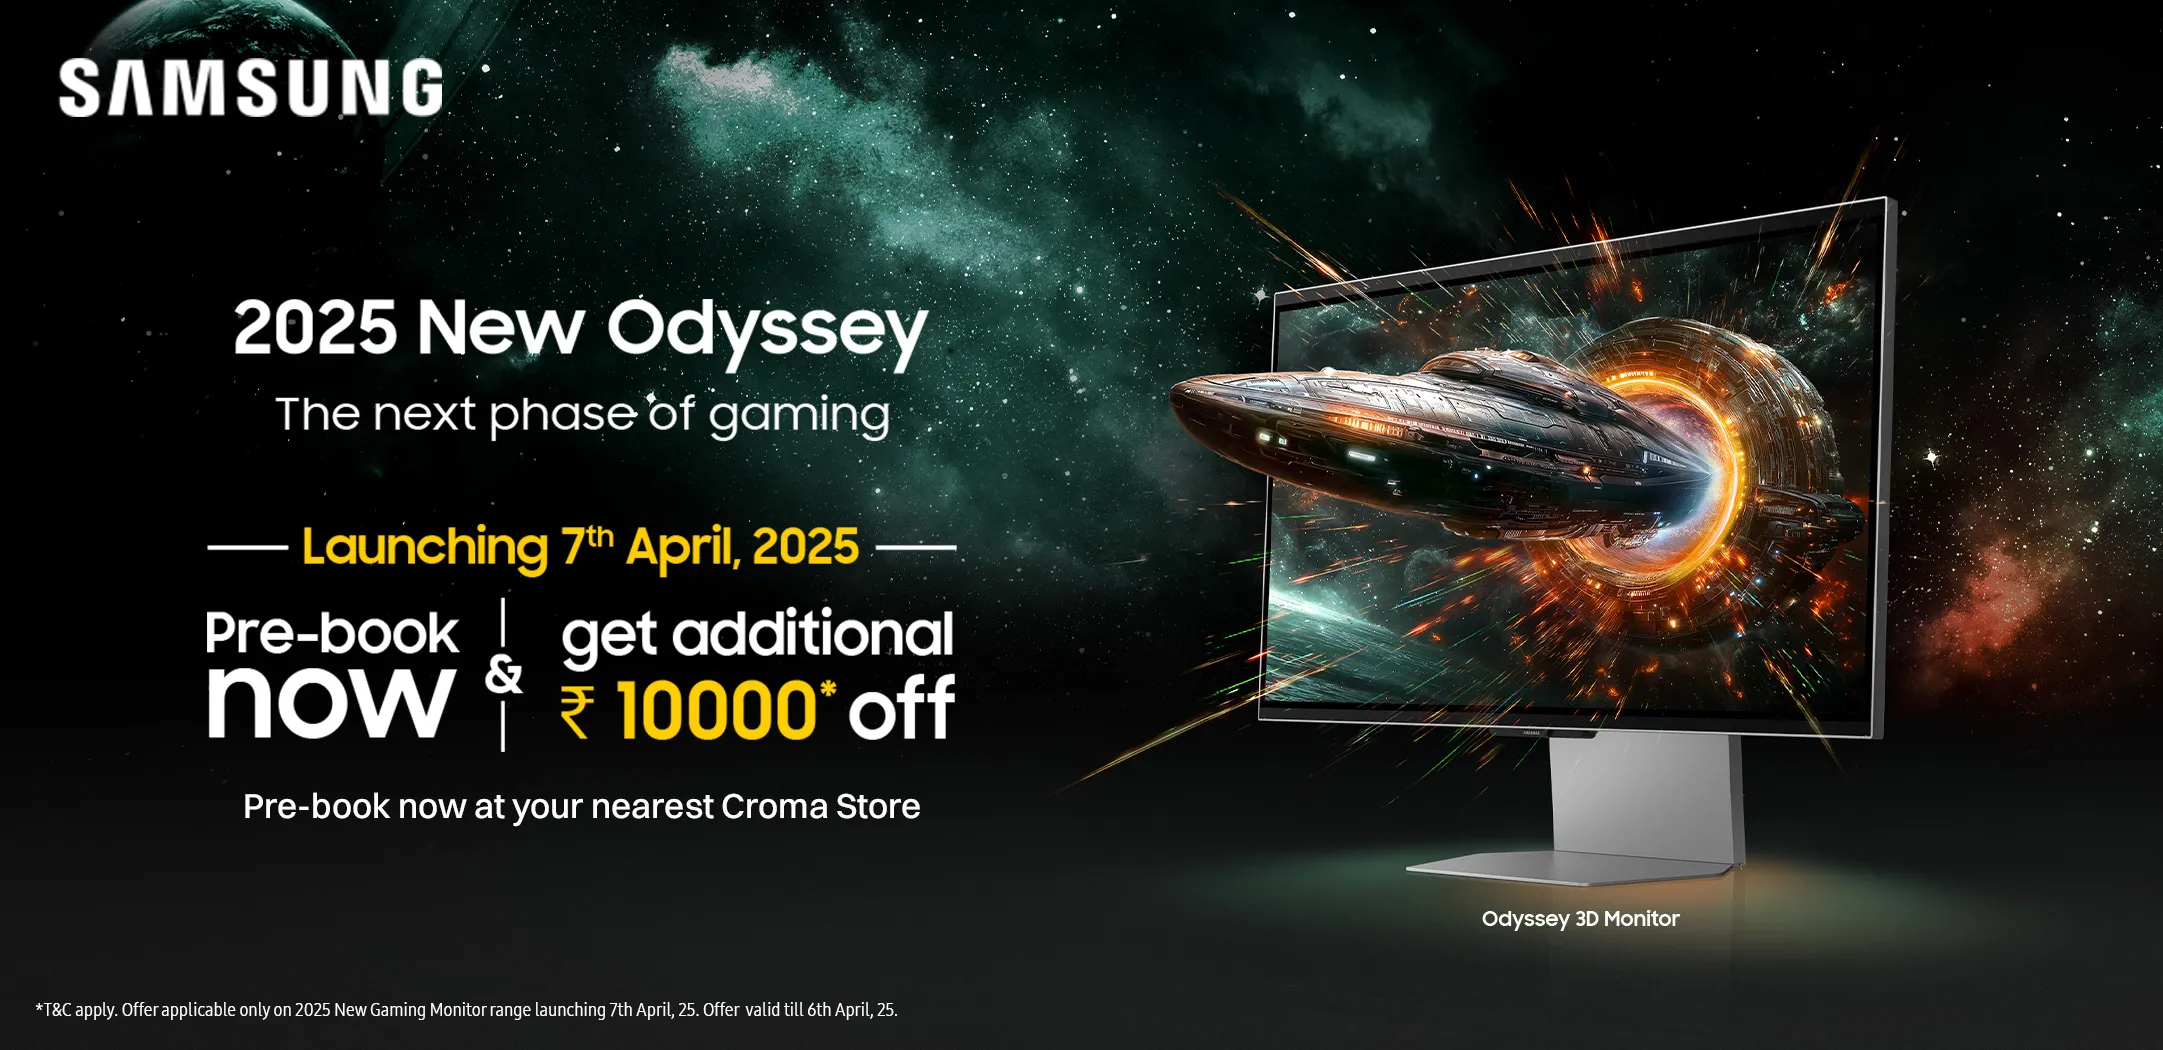 SAMSUNG
2025 New Odyssey
The next phase of gaming
Launching 7th April, 2025
Pre-book
now
&
get additional
₹ 10000* off
Pre-book now at your nearest Croma Store
Odyssey 3D Monitor
*T&C apply. Offer applicable only on 2025 New Gaming Monitor range launching 7th April, 25. Offer valid till 6th April, 25.